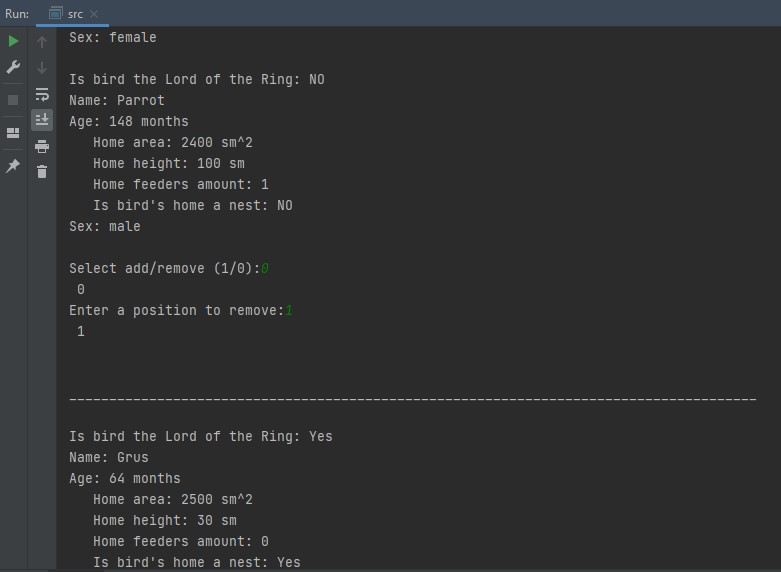 Run: src
Sex: female
Is bird the Lord of the Ring: NO
Name: Parrot
Age: 148 months
Home area: 2400 sm^2
Home height: 100 sm
Home feeders amount: 1
Is bird's home a nest: NO
Sex: male
Select add/remove (1/0):0
0
Enter a position to remove:1
1
______________________________________________________________________________________
Is bird the Lord of the Ring: Yes
Name: Grus
Age: 64 months
Home area: 2500 sm^2
Home height: 30 sm
Home feeders amount: 0
Is bird's home a nest: Yes